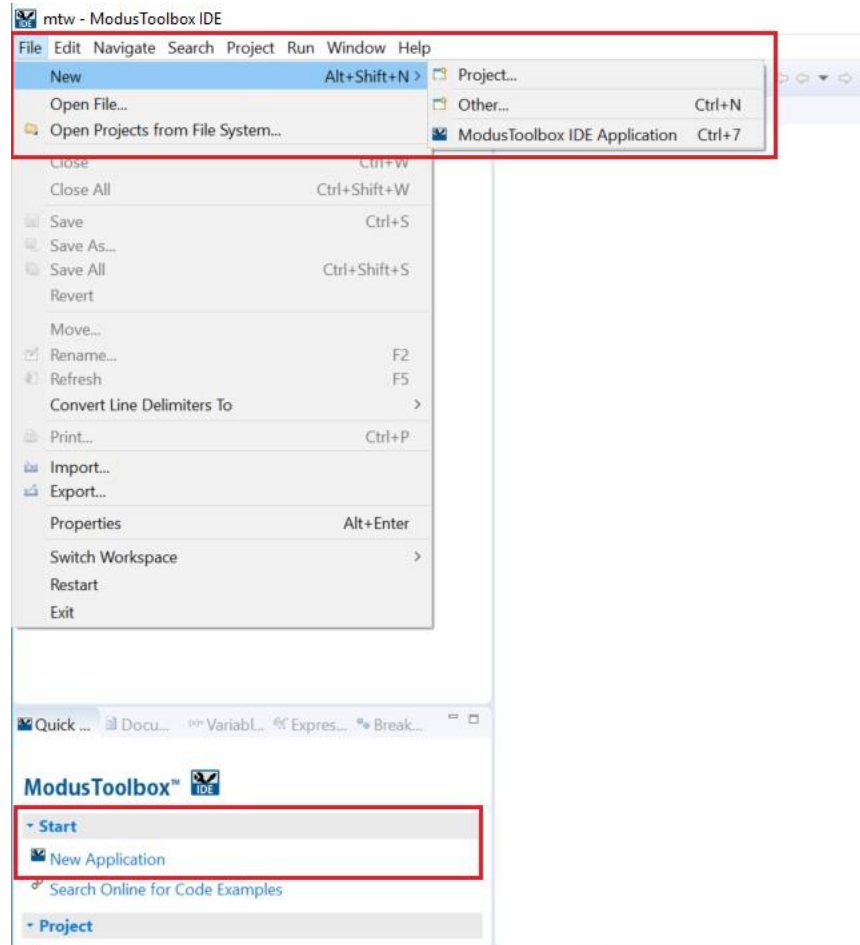 mtw - ModusToolbox IDE
File Edit Navigate Search Project Run Window Help
New Alt+Shift+N >
Project...
Open File...
Other... Ctrl+N
Open Projects from File System...
ModusToolbox IDE Application Ctrl+7
Close Ctrl+W
Close All Ctrl+Shift+W
Save Ctrl+S
Save As...
Save All Ctrl+Shift+S
Revert
Move...
Rename... F2
Refresh F5
Convert Line Delimiters To >
Print... Ctrl+P
Import...
Export...
Properties Alt+Enter
Switch Workspace >
Restart
Exit
Quick ... Docu... (x)= Variabl... Expres... Break...
ModusToolbox™ IDE
Start
New Application
Search Online for Code Examples
Project